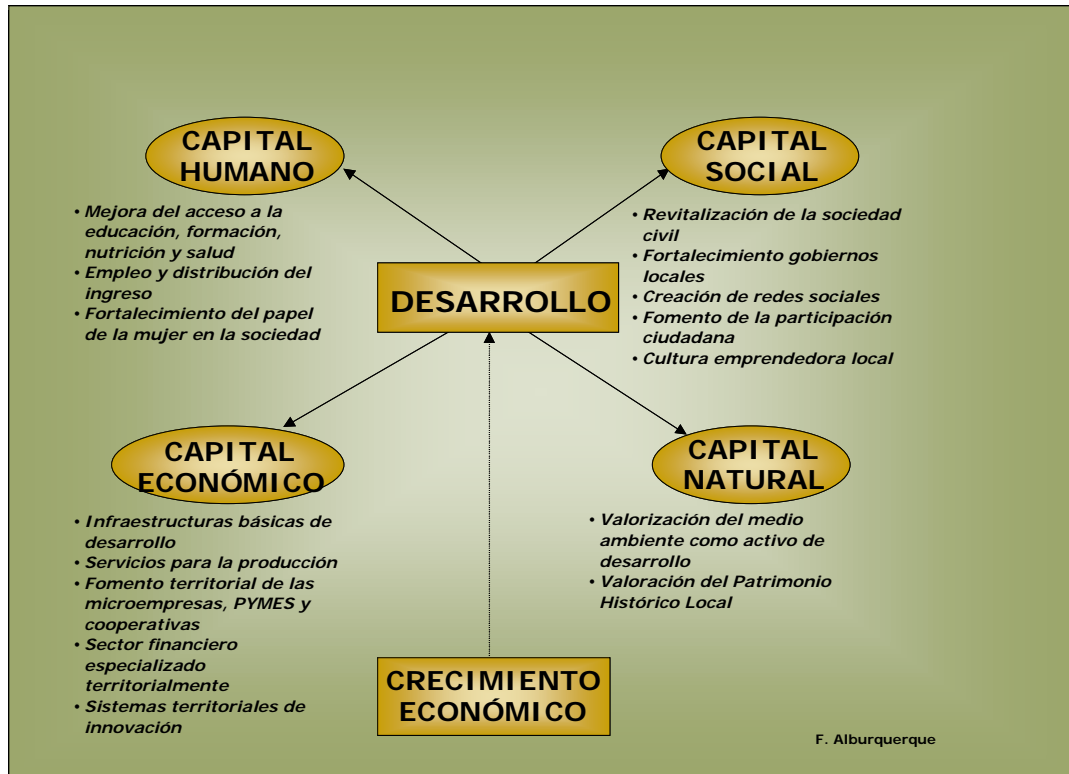 CAPITAL
HUMANO
• Mejora del acceso a la
educación, formación,
nutrición y salud
• Empleo y distribución del
ingreso
• Fortalecimiento del papel
de la mujer en la sociedad
CAPITAL
SOCIAL
• Revitalización de la sociedad
civil
• Fortalecimiento gobiernos
locales
• Creación de redes sociales
• Fomento de la participación
ciudadana
• Cultura emprendedora local
DESARROLLO
CAPITAL
ECONÓMICO
• Infraestructuras básicas de
desarrollo
• Servicios para la producción
• Fomento territorial de las
microempresas, PYMES y
cooperativas
• Sector financiero
especializado
territorialmente
• Sistemas territoriales de
innovación
CAPITAL
NATURAL
• Valorización del medio
ambiente como activo de
desarrollo
• Valoración del Patrimonio
Histórico Local
CRECIMIENTO
ECONÓMICO
F. Alburquerque